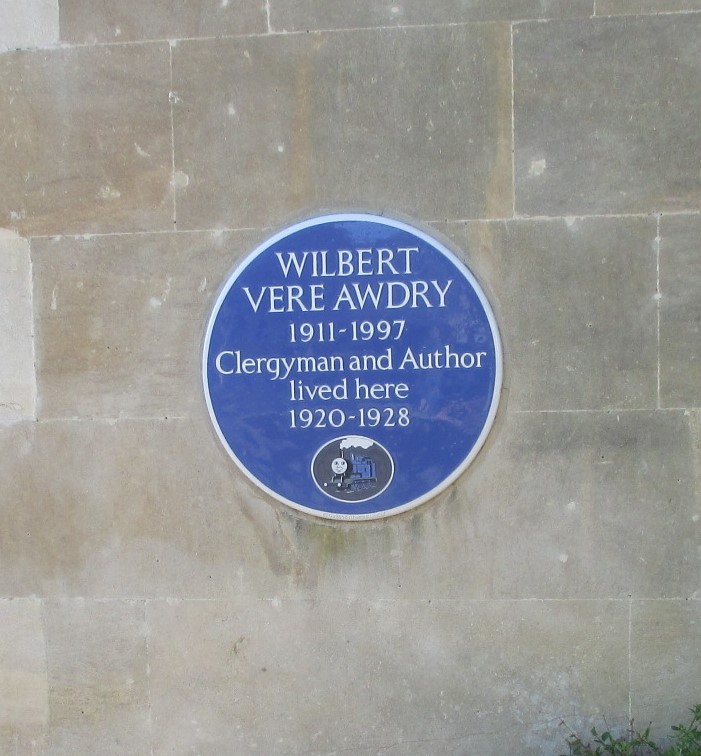 WILBERT
VERE AWDRY
1911-1997
Clergyman and Author
lived here
1920-1928